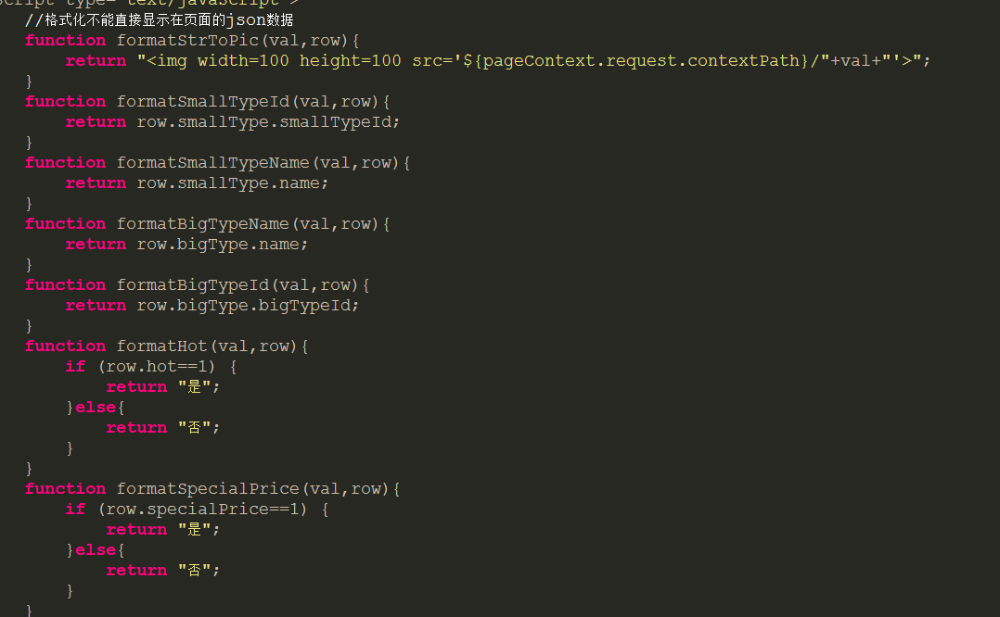 script type="text/javascript">
//格式化不能直接显示在页面的json数据
function formatStrToPic(val,row){
return "<img width=100 height=100 src='${pageContext.request.contextPath}/"+val+"'>";
}
function formatSmallTypeId(val,row){
return row.smallType.smallTypeId;
}
function formatSmallTypeName(val,row){
return row.smallType.name;
}
function formatBigTypeName(val,row){
return row.bigType.name;
}
function formatBigTypeId(val,row){
return row.bigType.bigTypeId;
}
function formatHot(val,row){
if (row.hot==1) {
return "是";
}else{
return "否";
}
}
function formatSpecialPrice(val,row){
if (row.specialPrice==1) {
return "是";
}else{
return "否";
}
}